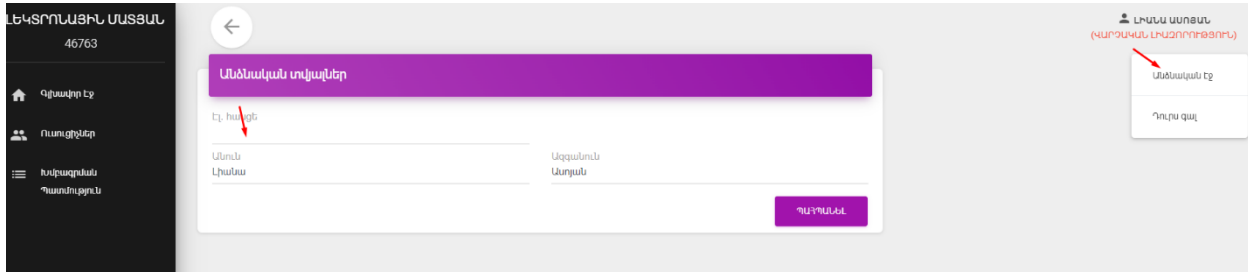 ԼԵԿՏՐՈՆԱՅԻՆ ՄԱՏՅԱՆ
46763
Գլխավոր Էջ
Ուսուցիչներ
Խմբագրման
Պատմություն
Անձնական տվյալներ
Էլ. հասցե
Անուն
Լիանա
Ազգանուն
Ասոյան
ՊԱՀՊԱՆԵԼ
ԼԻԱՆԱ ԱՍՈՅԱՆ
(ՎԱՐՉԱԿԱՆ ԼԻԱԶՈՐՈՒԹՅՈՒՆ)
Անձնական Էջ
Դուրս գալ